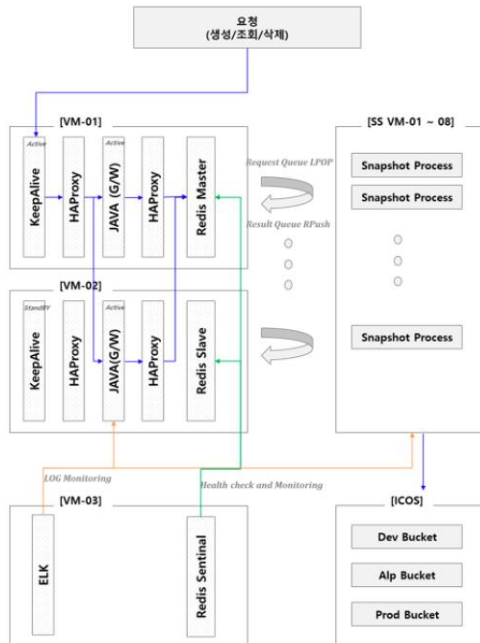 요청
(생성/조회/삭제)
[VM-01]
[SS VM-01 ~ 08]
Active
KeepAlive
HAProxy
Active
JAVA (G/W)
HAProxy
Redis Master
Request Queue LPOP
Result Queue RPush
Snapshot Process
Snapshot Process
Snapshot Process
[VM-02]
StandBY
KeepAlive
HAProxy
Active
JAVA(G/W)
HAProxy
Redis Slave
LOG Monitoring
Health check and Monitoring
[VM-03]
ELK
Redis Sentinal
[ICOS]
Dev Bucket
Alp Bucket
Prod Bucket